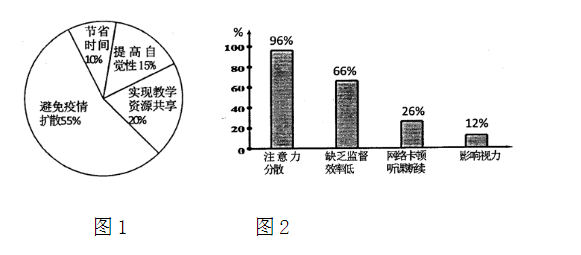 节省
时间
10%
提高自
觉性15%
实现教学
资源共享
20%
避免疫情
扩散55%
图1
%
100
80
60
40
20
0
96%
66%
26%
12%
注意力
分散
缺乏监督
效率低
网络卡顿
听课断续
影响视力
图2